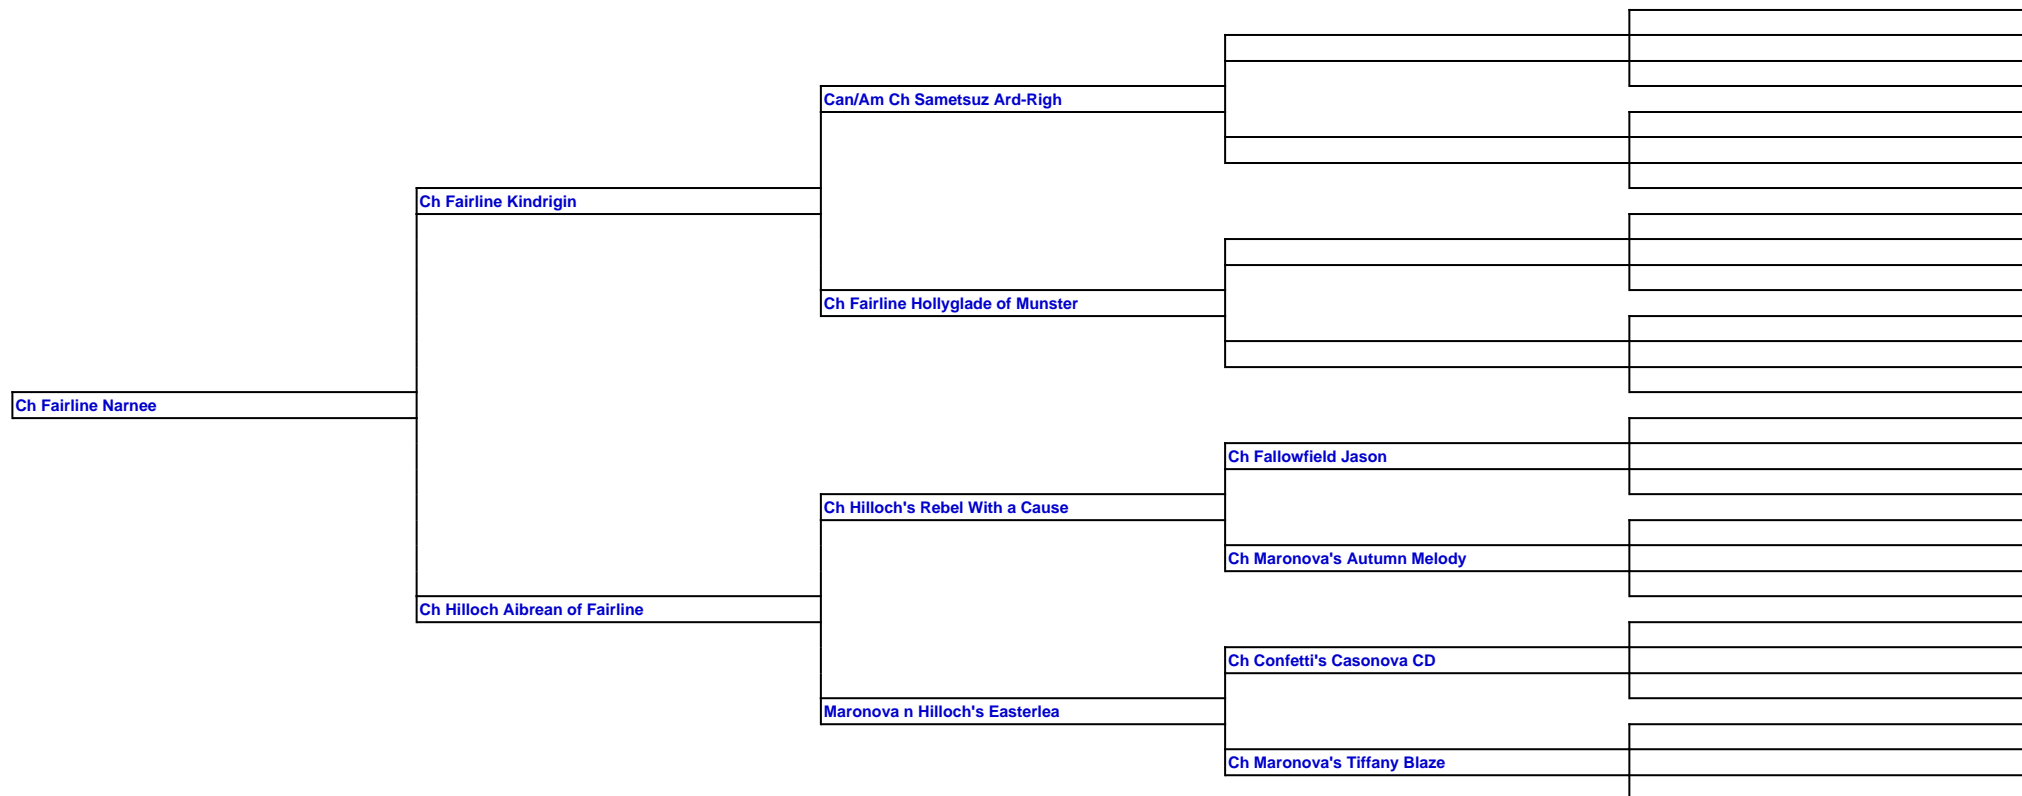 Can/Am Ch Sametsuz Ard-Righ
Ch Fairline Kindrigin
Ch Fairline Hollyglade of Munster
Ch Fairline Narnee
Ch Fallowfield Jason
Ch Hilloch's Rebel With a Cause
Ch Maronova's Autumn Melody
Ch Hilloch Aibrean of Fairline
Ch Confetti's Casonova CD
Maronova n Hilloch's Easterlea
Ch Maronova's Tiffany Blaze